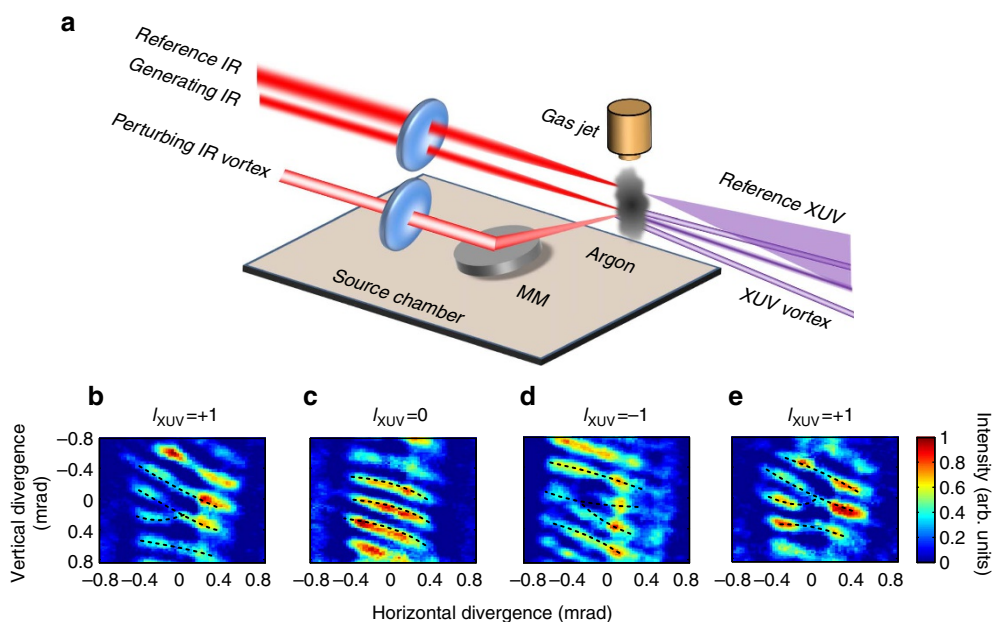 a
Reference IR
Generating IR
Perturbing IR vortex
Gas jet
Reference XUV
Argon
MM
XUV vortex
Source chamber
b
c
d
e
l_XUV=+1
l_XUV=0
l_XUV=−1
l_XUV=+1
Vertical divergence
(mrad)
−0.8
−0.4
0
0.4
0.8
−0.8 −0.4 0 0.4 0.8
−0.8 −0.4 0 0.4 0.8
−0.8 −0.4 0 0.4 0.8
−0.8 −0.4 0 0.4 0.8
1
0.8
0.6
0.4
0.2
0
Intensity (arb. units)
Horizontal divergence (mrad)